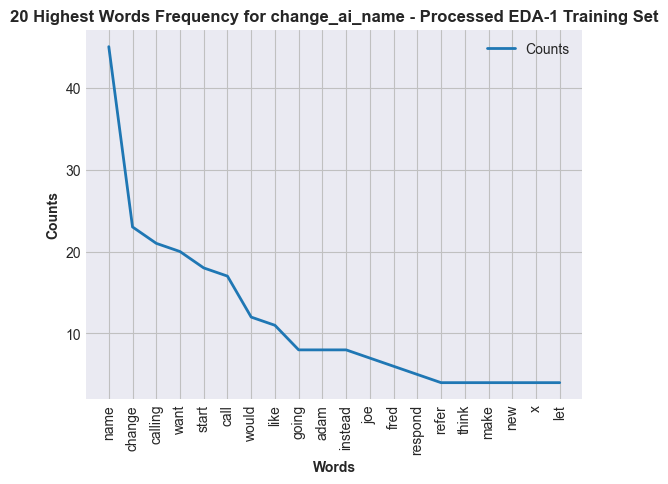 20 Highest Words Frequency for change_ai_name - Processed EDA-1 Training Set
Counts
40
30
20
10
Counts
name
change
calling
want
start
call
would
like
going
adam
instead
joe
fred
respond
refer
think
make
new
x
let
Words